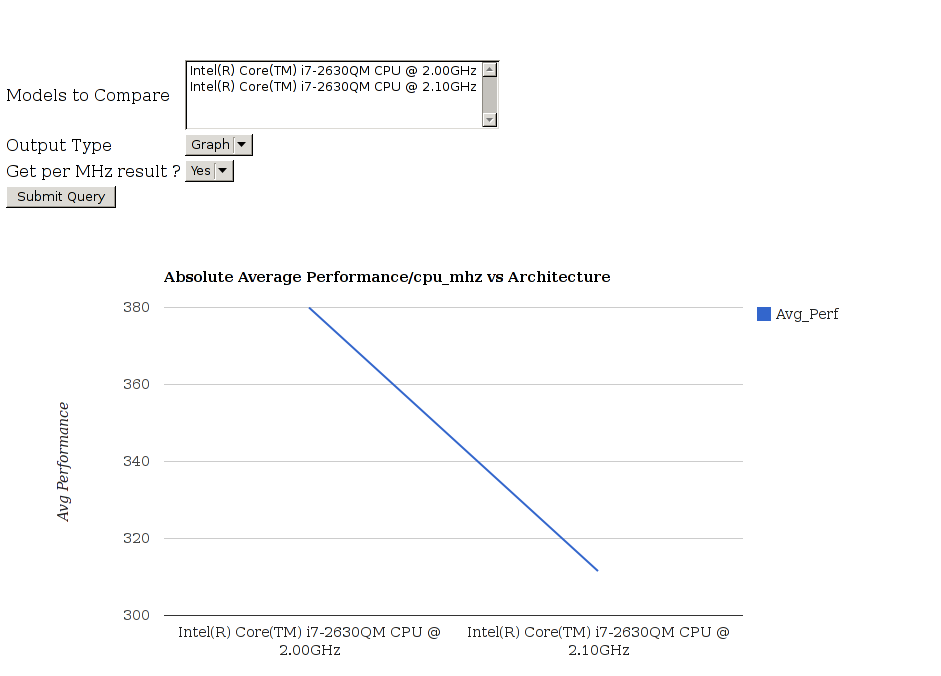 Models to Compare
Intel(R) Core(TM) i7-2630QM CPU @ 2.00GHz
Intel(R) Core(TM) i7-2630QM CPU @ 2.10GHz
Output Type Graph
Get per MHz result ? Yes
Submit Query
Absolute Average Performance/cpu_mhz vs Architecture
380
360
340
320
300
Avg Performance
Avg_Perf
Intel(R) Core(TM) i7-2630QM CPU @
2.00GHz
Intel(R) Core(TM) i7-2630QM CPU @
2.10GHz